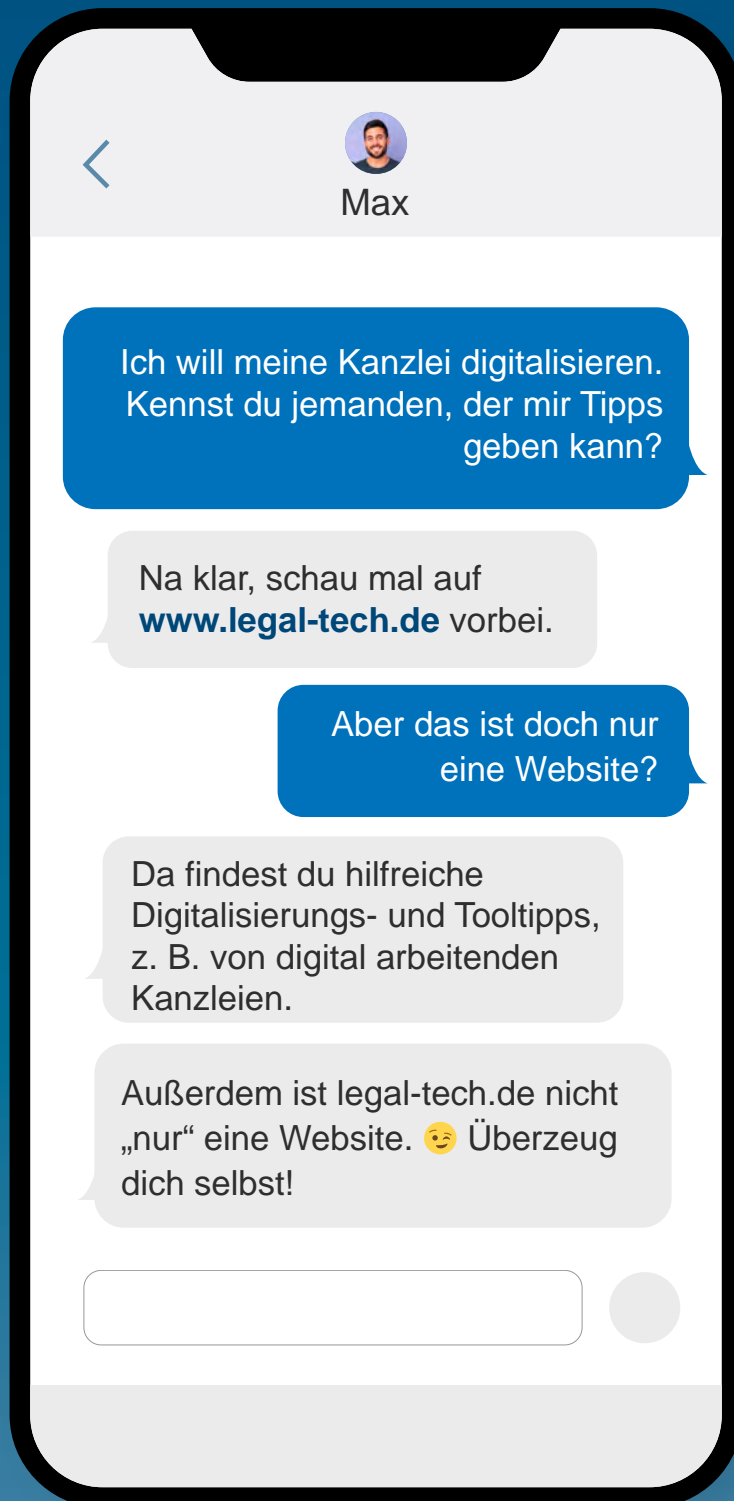 Max
Ich will meine Kanzlei digitalisieren.
Kennst du jemanden, der mir Tipps
geben kann?
Na klar, schau mal auf
www.legal-tech.de vorbei.
Aber das ist doch nur
eine Website?
Da findest du hilfreiche
Digitalisierungs- und Tooltipps,
z. B. von digital arbeitenden
Kanzleien.
Außerdem ist legal-tech.de nicht
„nur“ eine Website. 😉 Überzeug
dich selbst!